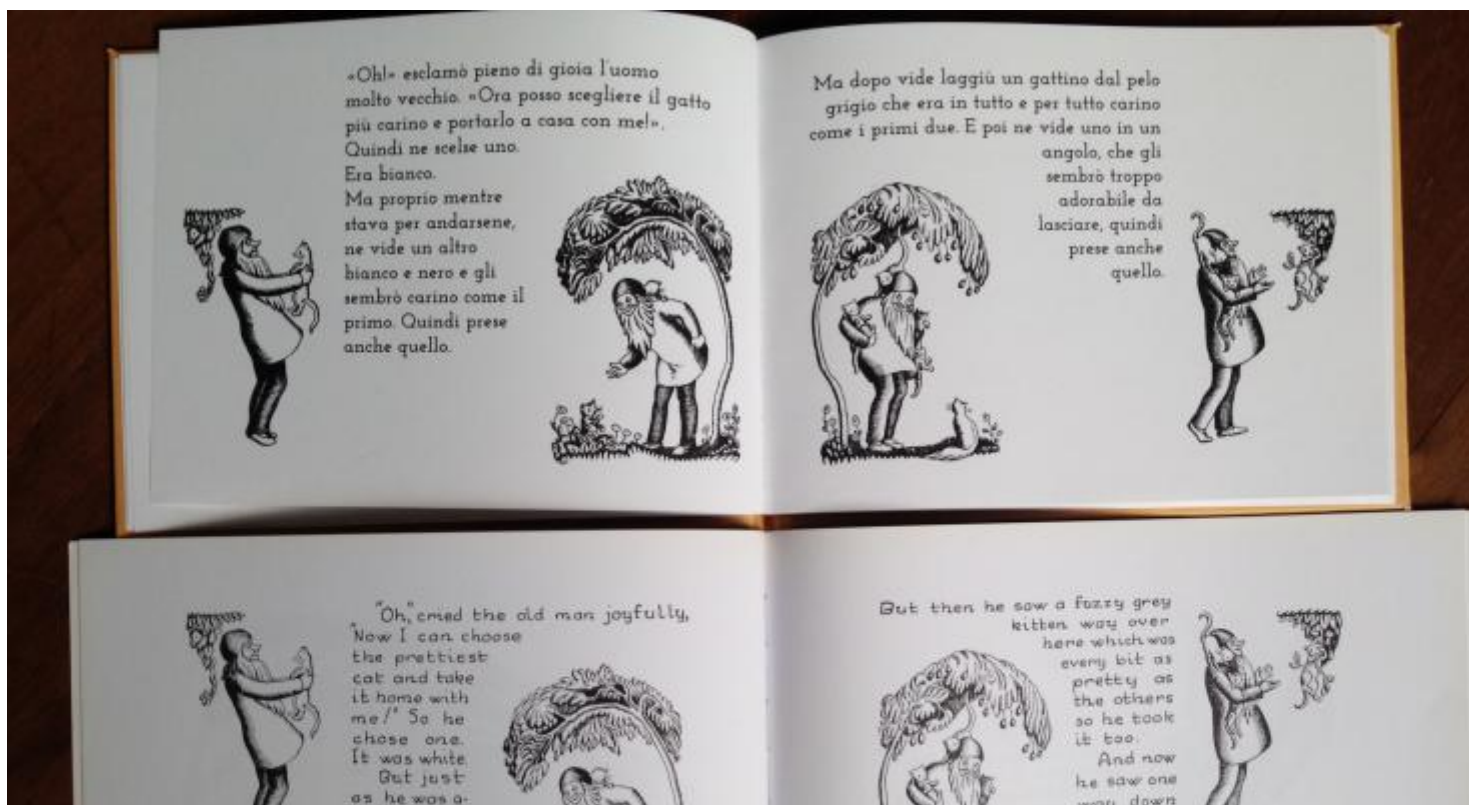 «Oh!» esclamò pieno di gioia l'uomo
molto vecchio. «Ora posso scegliere il gatto
più carino e portarlo a casa con me!».
Quindi ne scelse uno.
Era bianco.
Ma proprio mentre
stava per andarsene,
ne vide un altro
bianco e nero e gli
sembrò carino come il
primo. Quindi prese
anche quello.
Ma dopo vide laggiù un gattino dal pelo
grigio che era in tutto e per tutto carino
come i primi due. E poi ne vide uno in un
angolo, che gli
sembrò troppo
adorabile da
lasciare, quindi
prese anche
quello.
"Oh," cried the old man joyfully,
"Now I can choose
the prettiest
cat and take
it home with
me!" So he
chose one.
It was white.
But just
as he was a-
But then he saw a fuzzy grey
kitten way over
here which was
every bit as
pretty as
the others
so he took
it too.
And now
he saw one
way down